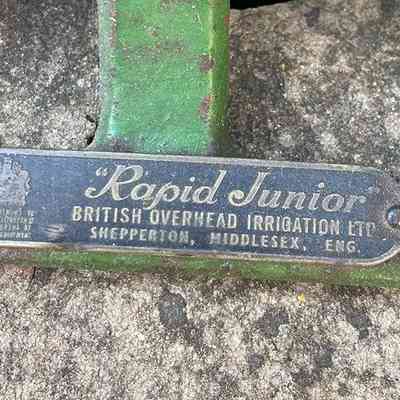 "Rapid Junior"
BRITISH OVERHEAD IRRIGATION LTD
SHEPPERTON, MIDDLESEX, ENG.